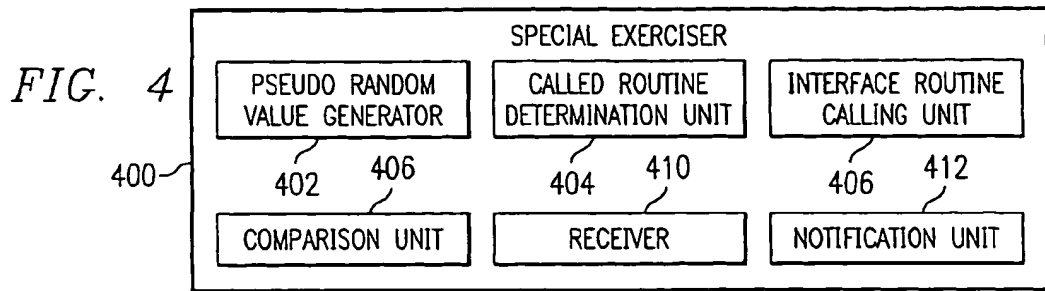 SPECIAL EXERCISER
FIG. 4
PSEUDO RANDOM
VALUE GENERATOR
CALLED ROUTINE
DETERMINATION UNIT
INTERFACE ROUTINE
CALLING UNIT
400
402
406
404
410
406
412
COMPARISON UNIT
RECEIVER
NOTIFICATION UNIT